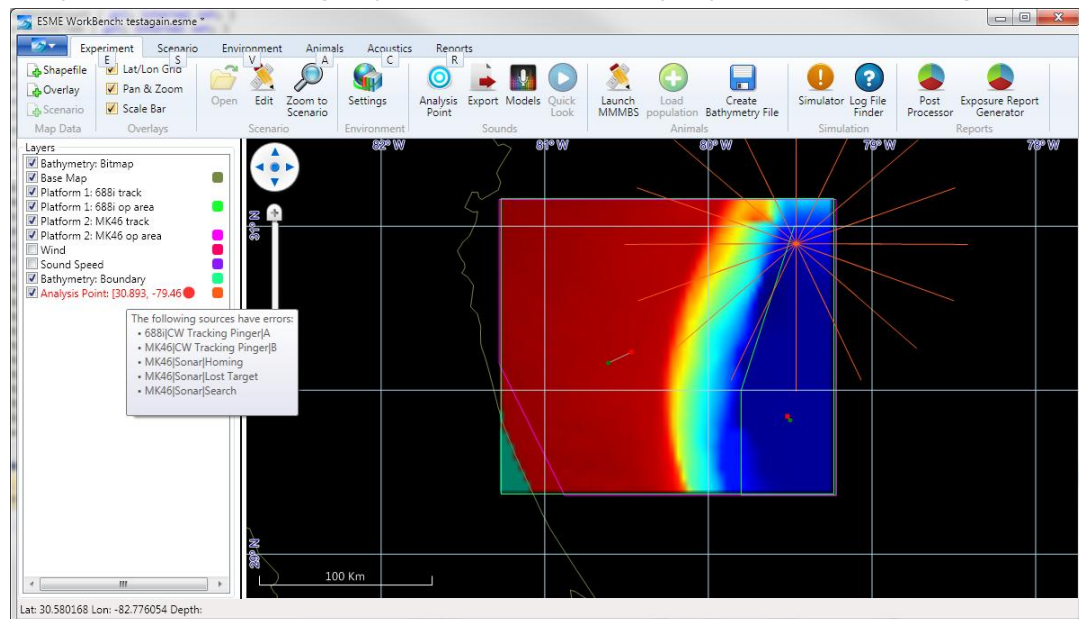 ESME WorkBench: testagain.esme *
Experiment Scenario Environment Animals Acoustics Reports
E S V A C R
Shapefile
Overlay
Scenario
Map Data
Lat/Lon Grid
Pan & Zoom
Scale Bar
Overlays
Open
Edit
Zoom to
Scenario
Scenario
Settings
Environment
Analysis
Point
Export
Models
Quick
Look
Sounds
Launch
MMMBS
Load
population
Create
Bathymetry File
Animals
Simulator
Log File
Finder
Simulation
Post
Processor
Exposure Report
Generator
Reports
Layers
Bathymetry: Bitmap
Base Map
Platform 1: 688i track
Platform 1: 688i op area
Platform 2: MK46 track
Platform 2: MK46 op area
Wind
Sound Speed
Bathymetry: Boundary
Analysis Point: [30.893, -79.46
The following sources have errors:
• 688i|CW Tracking Pinger|A
• MK46|CW Tracking Pinger|B
• MK46|Sonar|Homing
• MK46|Sonar|Lost Target
• MK46|Sonar|Search
82° W 81° W 80° W 79° W 78° W
31° N
29° N
100 Km
Lat: 30.580168 Lon: -82.776054 Depth: